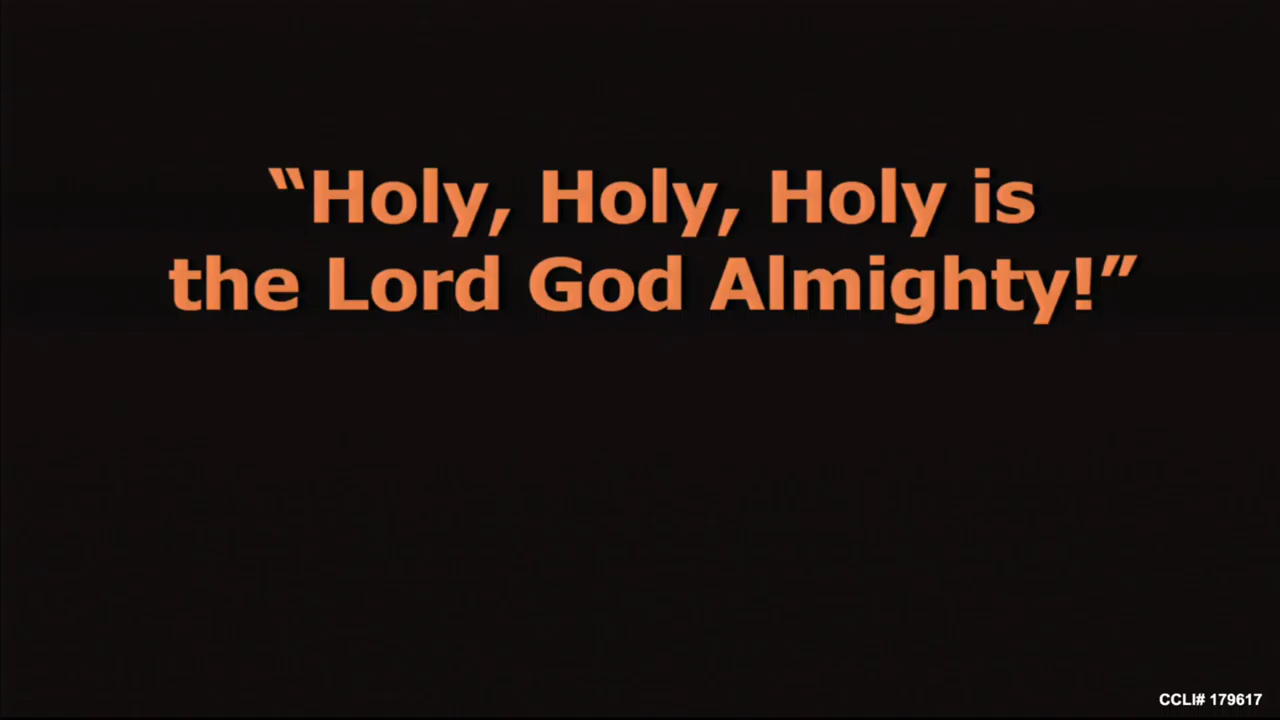 “Holy, Holy, Holy is
the Lord God Almighty!”
CCLI# 179617